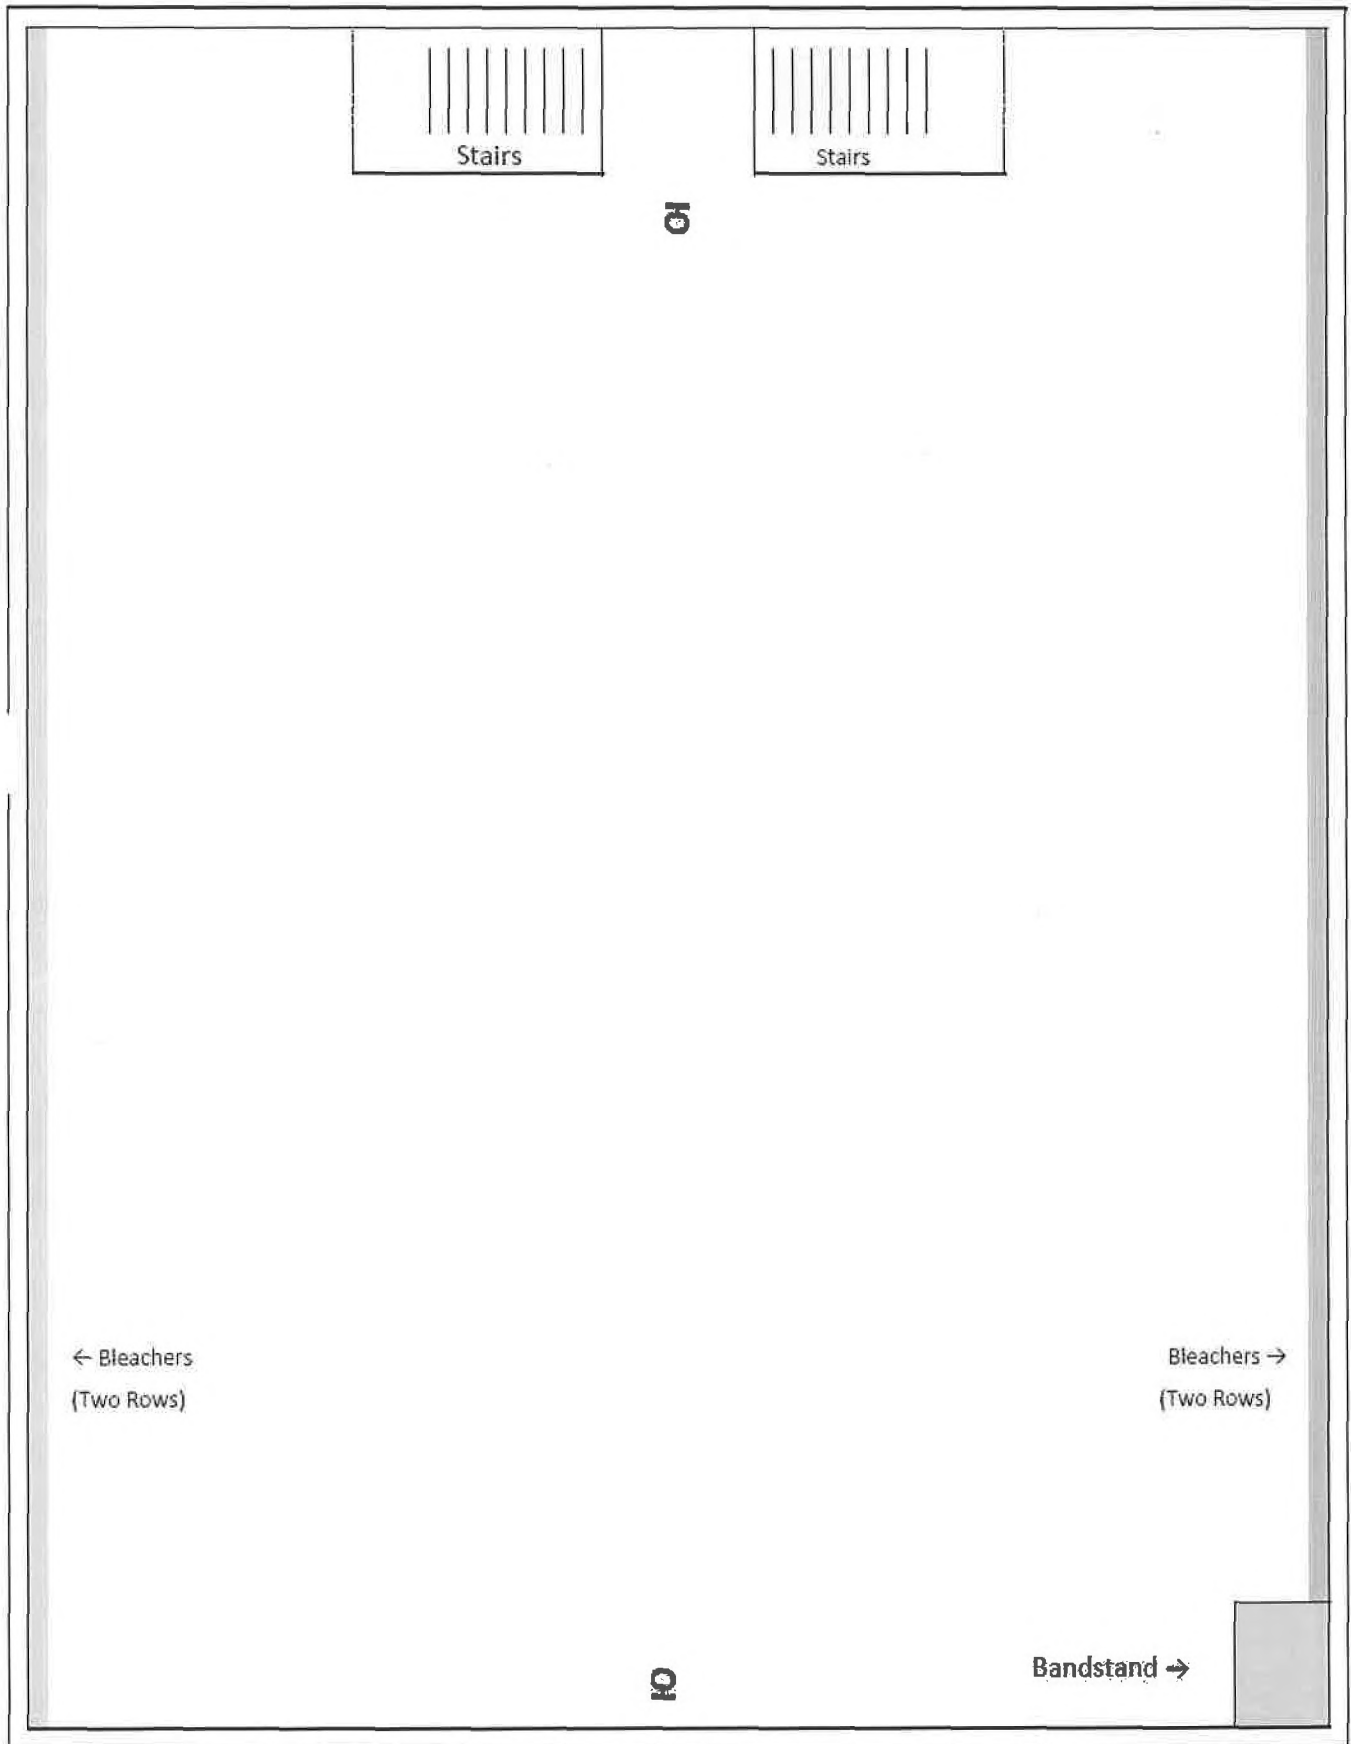 Stairs
Stairs
← Bleachers
(Two Rows)
Bleachers →
(Two Rows)
Bandstand →